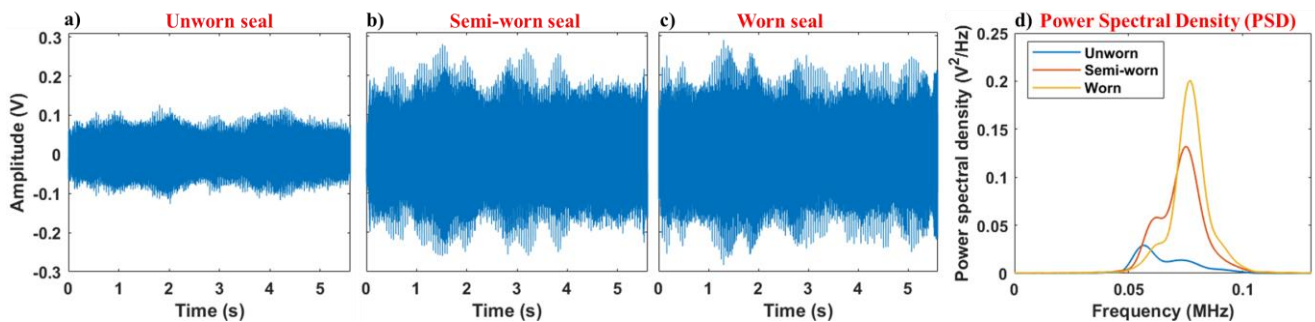 a) Unworn seal
b) Semi-worn seal
c) Worn seal
d) Power Spectral Density (PSD)
0.3
0.2
0.1
0
-0.1
-0.2
-0.3
Amplitude (V)
0 1 2 3 4 5
Time (s)
0 1 2 3 4 5
Time (s)
0 1 2 3 4 5
Time (s)
0.25
0.2
0.15
0.1
0.05
0
Power spectral density (V²/Hz)
Unworn
Semi-worn
Worn
0 0.05 0.1
Frequency (MHz)